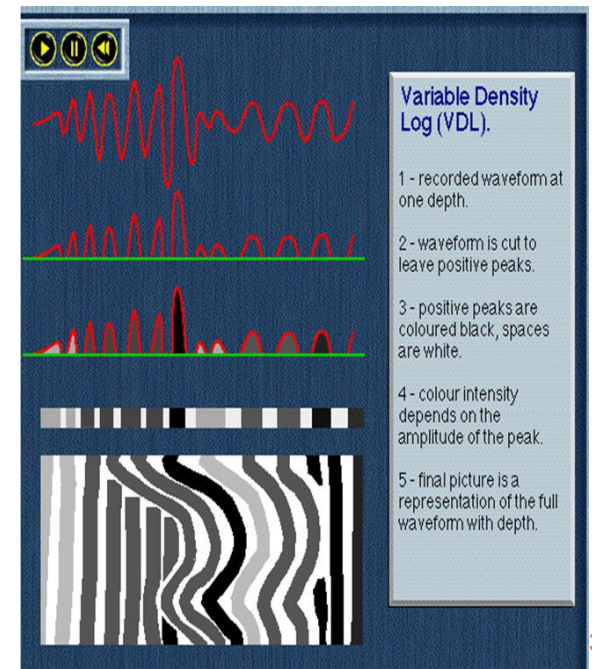 Variable Density
Log (VDL).
1 - recorded waveform at
one depth.
2 - waveform is cut to
leave positive peaks.
3 - positive peaks are
coloured black, spaces
are white.
4 - colour intensity
depends on the
amplitude of the peak.
5 - final picture is a
representation of the full
waveform with depth.